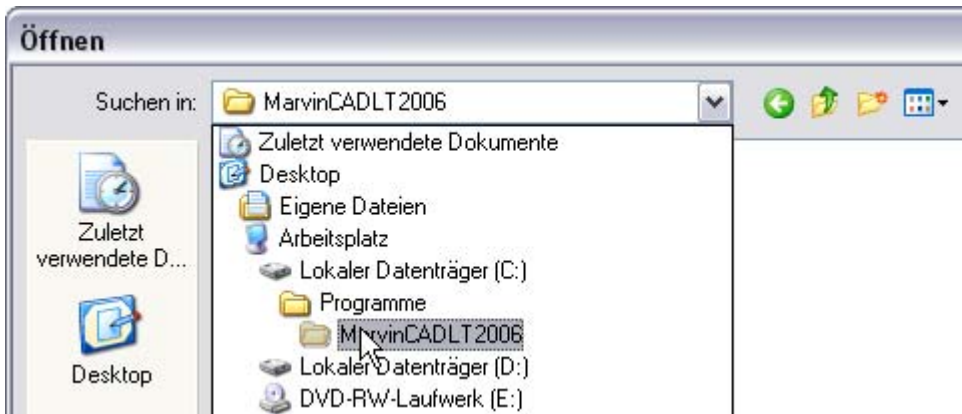 Öffnen
Suchen in: MarvinCADLT2006
Zuletzt verwendete Dokumente
Desktop
Eigene Dateien
Arbeitsplatz
Lokaler Datenträger (C:)
Programme
MarvinCADLT2006
Lokaler Datenträger (D:)
DVD-RW-Laufwerk (E:)
Zuletzt
verwendete D...
Desktop